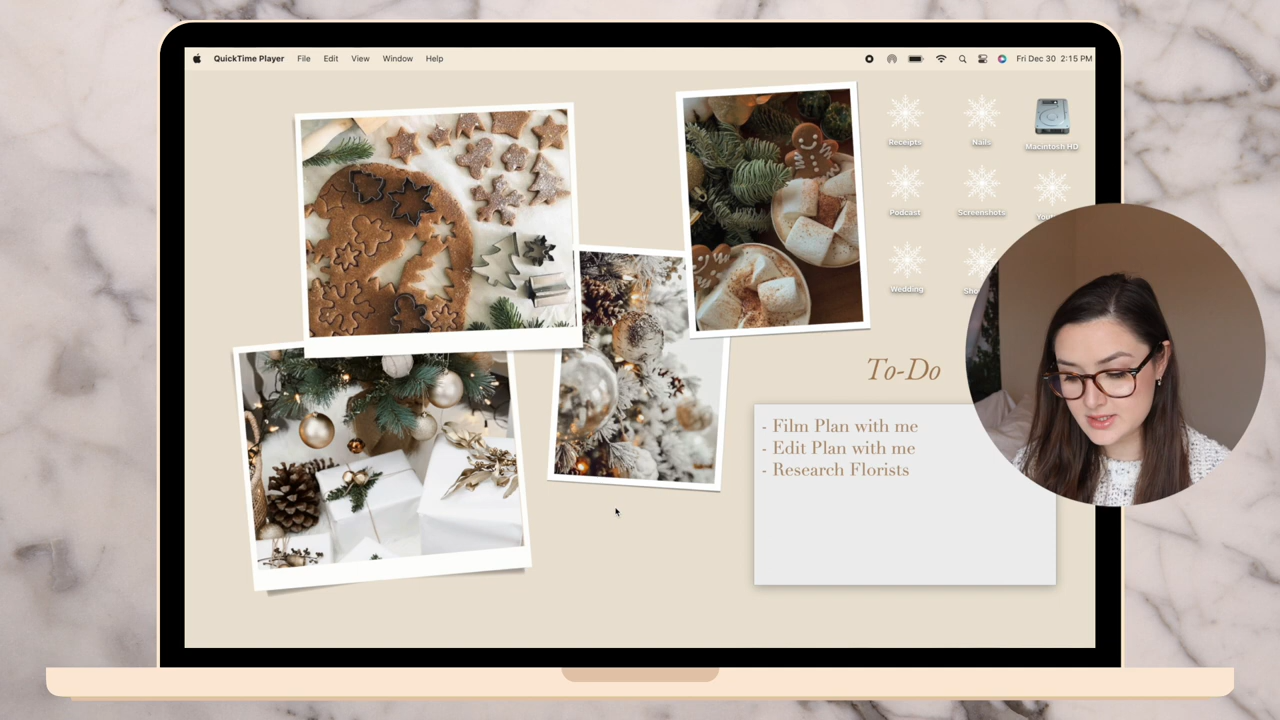 QuickTime Player File Edit View Window Help Fri Dec 30 2:15 PM
Receipts Nails Macintosh HD
Podcast Screenshots
Wedding
To-Do
- Film Plan with me
- Edit Plan with me
- Research Florists